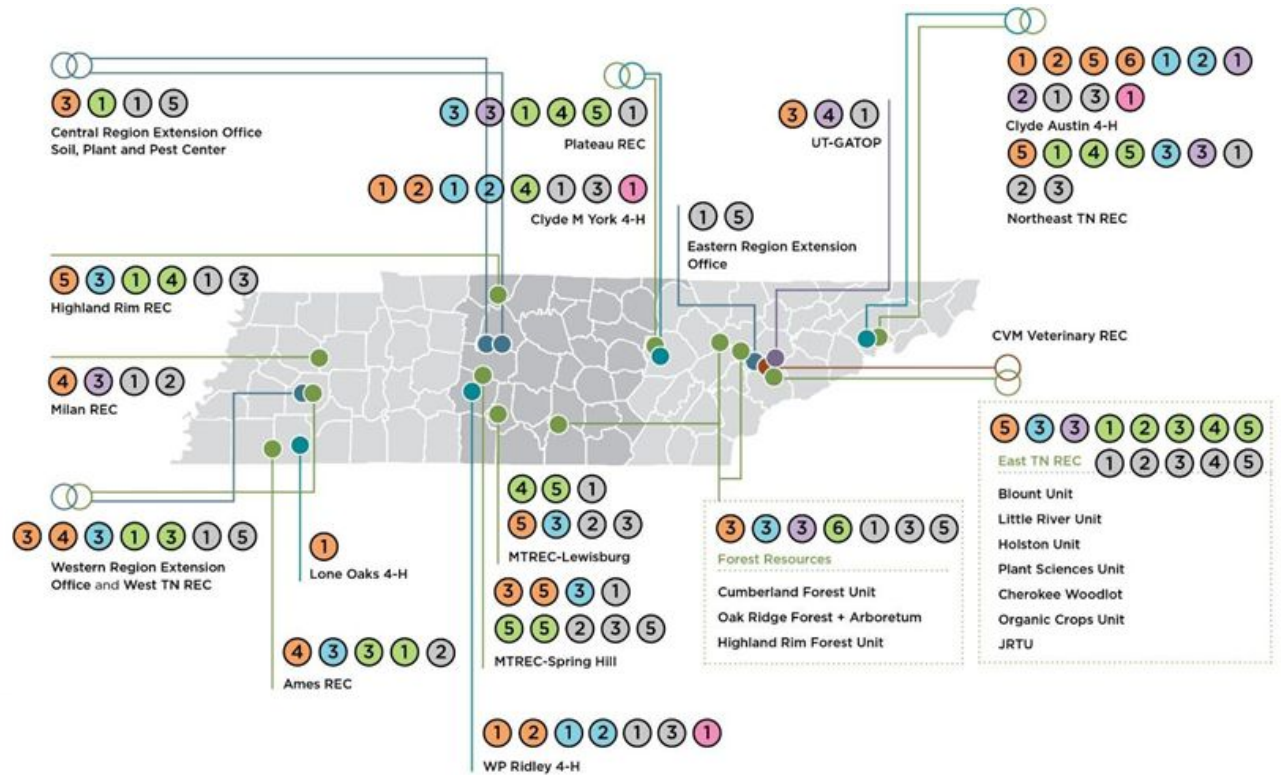 3 1 1 5
Central Region Extension Office
Soil, Plant and Pest Center
3 3 1 4 5 1
Plateau REC
1 2 1 2 4 1 3 1
Clyde M York 4-H
3 4 1
UT-GATOP
1 5
Eastern Region Extension
Office
1 2 5 6 1 2 1
2 1 3 1
Clyde Austin 4-H
5 1 4 5 3 3 1
2 3
Northeast TN REC
5 3 1 4 1 3
Highland Rim REC
CVM Veterinary REC
4 3 1 2
Milan REC
5 3 3 1 2 3 4 5
East TN REC 1 2 3 4 5
Blount Unit
Little River Unit
Holston Unit
Plant Sciences Unit
Cherokee Woodlot
Organic Crops Unit
JRTU
3 4 3 1 3 1 5
Western Region Extension
Office and West TN REC
1
Lone Oaks 4-H
4 5 1
5 3 2 3
MTREC-Lewisburg
3 5 3 1
5 5 2 3 5
MTREC-Spring Hill
3 3 3 6 1 3 5
Forest Resources
Cumberland Forest Unit
Oak Ridge Forest + Arboretum
Highland Rim Forest Unit
4 3 3 1 2
Ames REC
1 2 1 2 1 3 1
WP Ridley 4-H